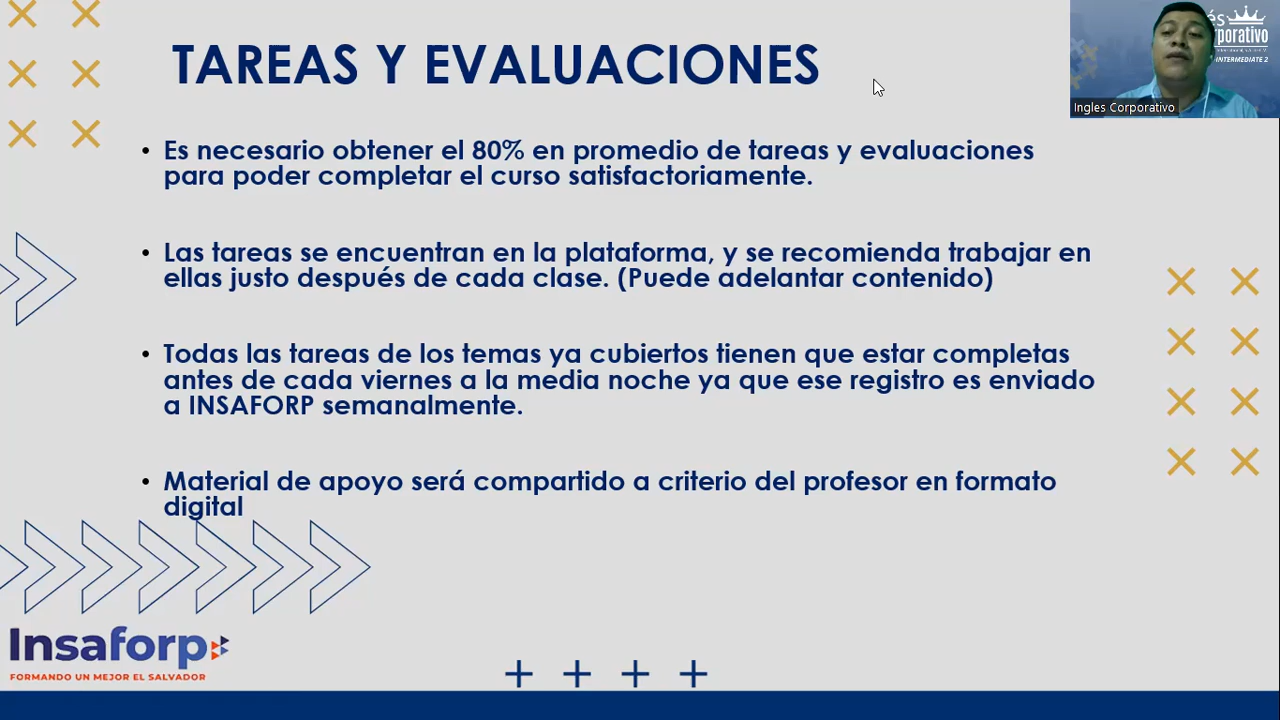 TAREAS Y EVALUACIONES
• Es necesario obtener el 80% en promedio de tareas y evaluaciones
para poder completar el curso satisfactoriamente.
• Las tareas se encuentran en la plataforma, y se recomienda trabajar en
ellas justo después de cada clase. (Puede adelantar contenido)
• Todas las tareas de los temas ya cubiertos tienen que estar completas
antes de cada viernes a la media noche ya que ese registro es enviado
a INSAFORP semanalmente.
• Material de apoyo será compartido a criterio del profesor en formato
digital
Insaforp
FORMANDO UN MEJOR EL SALVADOR
és
rporativo
INTERMEDIATE 2
Ingles Corporativo